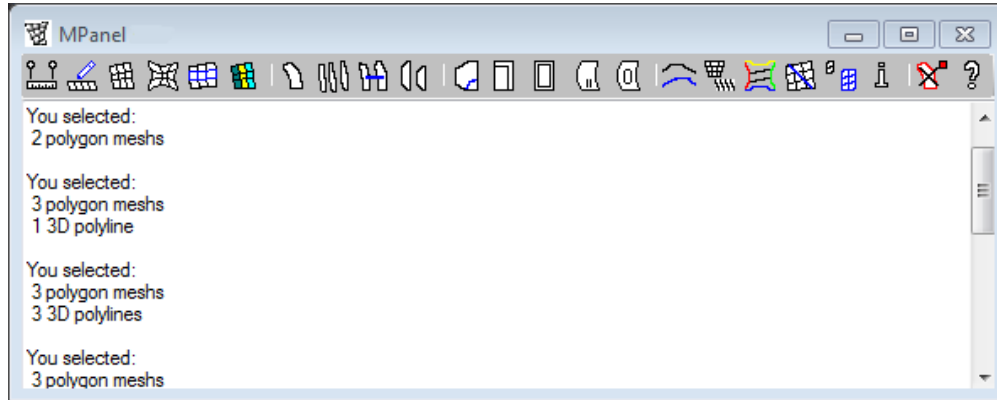 MPanel
You selected:
2 polygon meshs
You selected:
3 polygon meshs
1 3D polyline
You selected:
3 polygon meshs
3 3D polylines
You selected:
3 polygon meshs